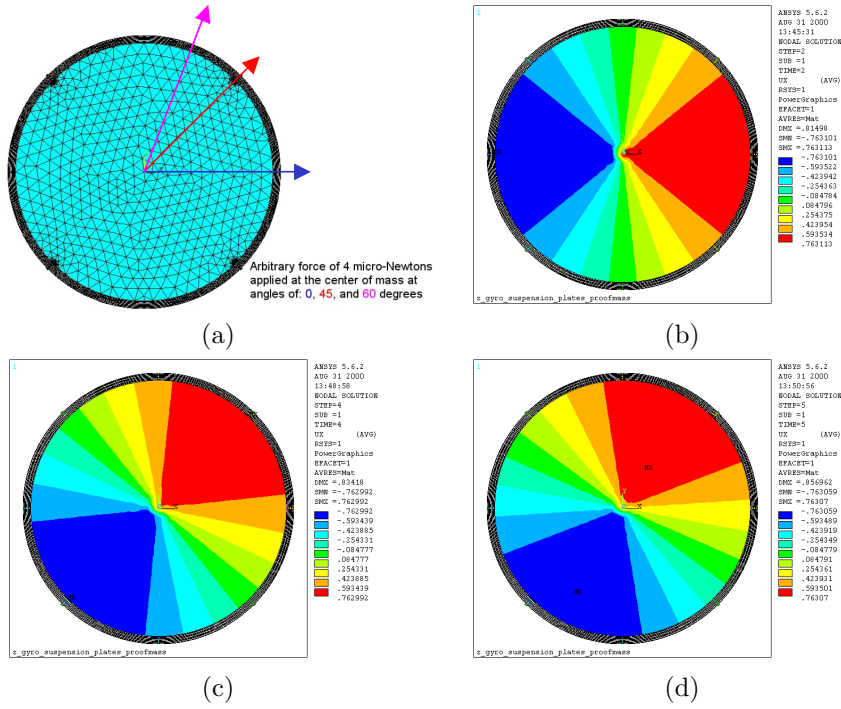 Arbitrary force of 4 micro-Newtons
applied at the center of mass at
angles of: 0, 45, and 60 degrees
(a)
1
ANSYS 5.6.2
AUG 31 2000
13:45:31
NODAL SOLUTION
STEP=2
SUB =1
TIME=2
UX (AVG)
RSYS=1
PowerGraphics
EFACET=1
AVRES=Mat
DMX =.81498
SMN =-.763101
SMX =.763113
-.763101
-.593522
-.423942
-.254363
-.084784
.084796
.254375
.423954
.593534
.763113
X
z_gyro_suspension_plates_proofmass
(b)
1
ANSYS 5.6.2
AUG 31 2000
13:48:58
NODAL SOLUTION
STEP=4
SUB =1
TIME=4
UX (AVG)
RSYS=1
PowerGraphics
EFACET=1
AVRES=Mat
DMX =.83418
SMN =-.762992
SMX =.762992
-.762992
-.593439
-.423885
-.254331
-.084777
.084777
.254331
.423885
.593439
.762992
X
z_gyro_suspension_plates_proofmass
(c)
1
ANSYS 5.6.2
AUG 31 2000
13:50:56
NODAL SOLUTION
STEP=5
SUB =1
TIME=5
UX (AVG)
RSYS=1
PowerGraphics
EFACET=1
AVRES=Mat
DMX =.856962
SMN =-.763059
SMX =.76307
-.763059
-.593489
-.423919
-.254349
-.084779
.084791
.254361
.423931
.593501
.76307
MX
Y
X
z_gyro_suspension_plates_proofmass
(d)